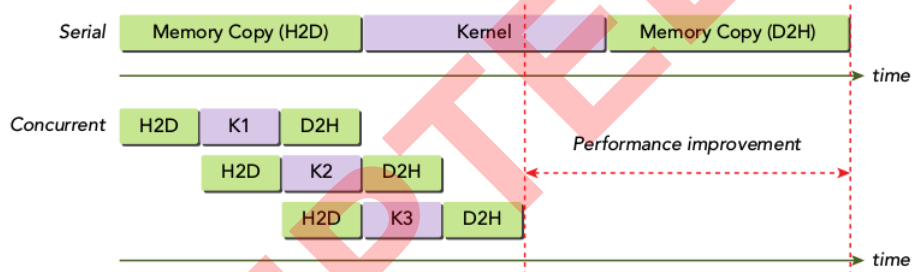 Serial Memory Copy (H2D) Kernel Memory Copy (D2H)
time
Concurrent H2D K1 D2H
Performance improvement
H2D K2 D2H
H2D K3 D2H
time